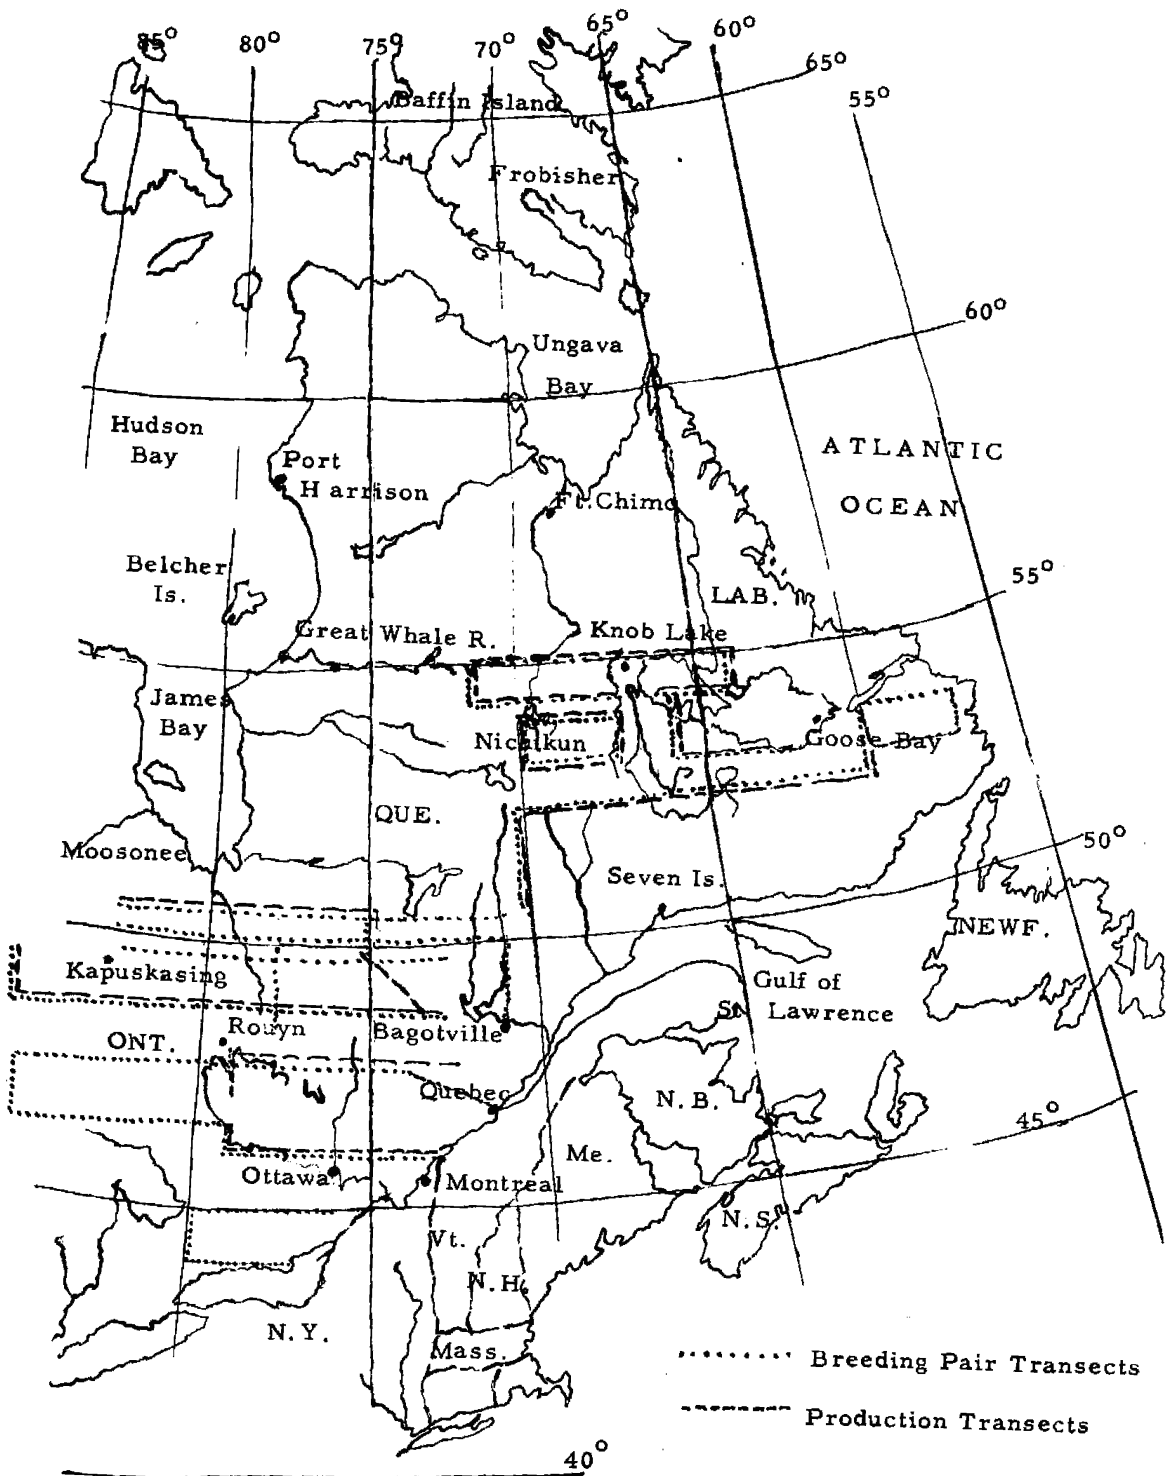 85° 80° 75° 70° 65° 60°
65°
55°
Baffin Island
Frobisher
60°
Ungava
Bay
Hudson
Bay
ATLANTIC
OCEAN
Port
Harrison
Ft. Chimo
Belcher
Is.
55°
LAB.
Great Whale R.
Knob Lake
James
Bay
Nichikun
Goose Bay
QUE.
50°
Moosonee
Seven Is.
NEWF.
Kapuskasing
Gulf of
St. Lawrence
Rouyn
Bagotville
ONT.
Quebec
N.B.
45°
Me.
Ottawa
Montreal
N.S.
Vt.
N.H.
N.Y.
Mass.
Breeding Pair Transects
Production Transects
40°